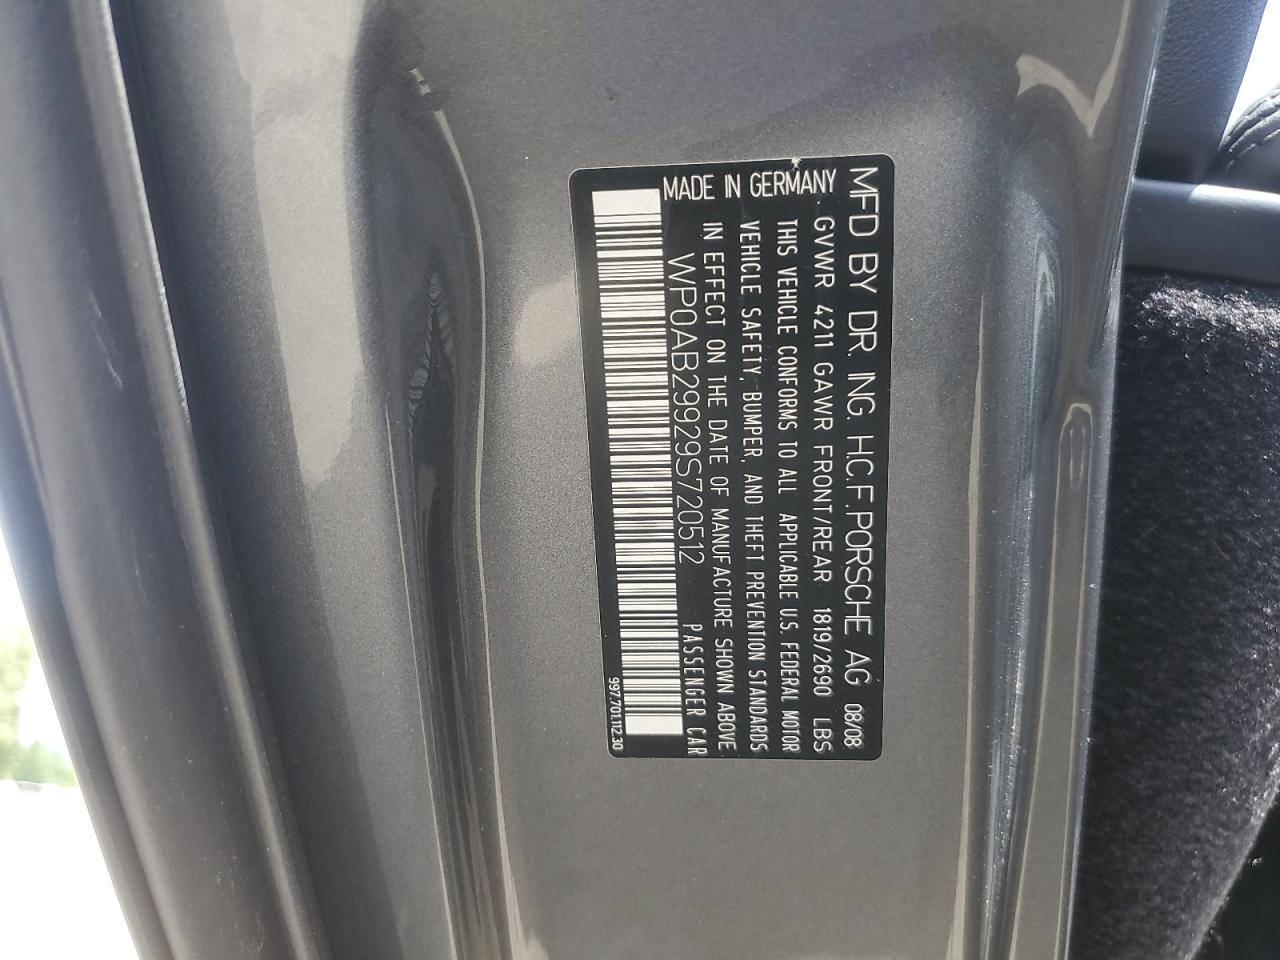 MFD BY DR. ING. H.C.F.PORSCHE AG 08/08
GVWR 4211 GAWR FRONT/REAR 1819/2690 LBS
MADE IN GERMANY
THIS VEHICLE CONFORMS TO ALL APPLICABLE U.S. FEDERAL MOTOR
VEHICLE SAFETY, BUMPER, AND THEFT PREVENTION STANDARDS
IN EFFECT ON THE DATE OF MANUFACTURE SHOWN ABOVE
WP0AB29929S720512 PASSENGER CAR
997.701.112.30